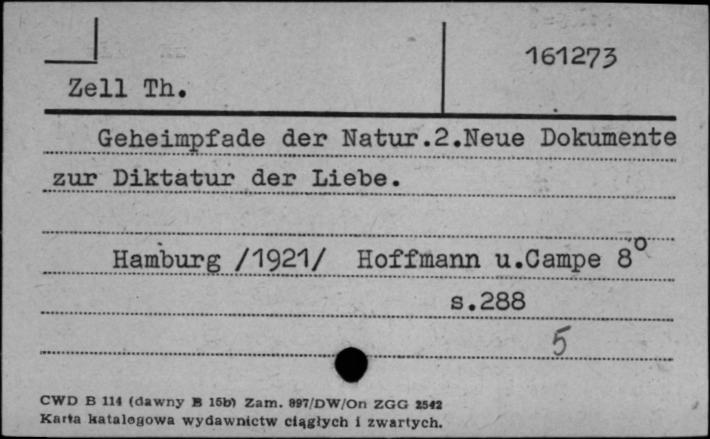 161273
Zell Th.
Geheimpfade der Natur.2.Neue Dokumente
zur Diktatur der Liebe.
Hamburg /1921/ Hoffmann u.Campe 8°
s.288
5
CWD B 114 (dawny B 15b) Zam. 897/DW/On ZGG 2542
Karta katalogowa wydawnictw ciągłych i zwartych.